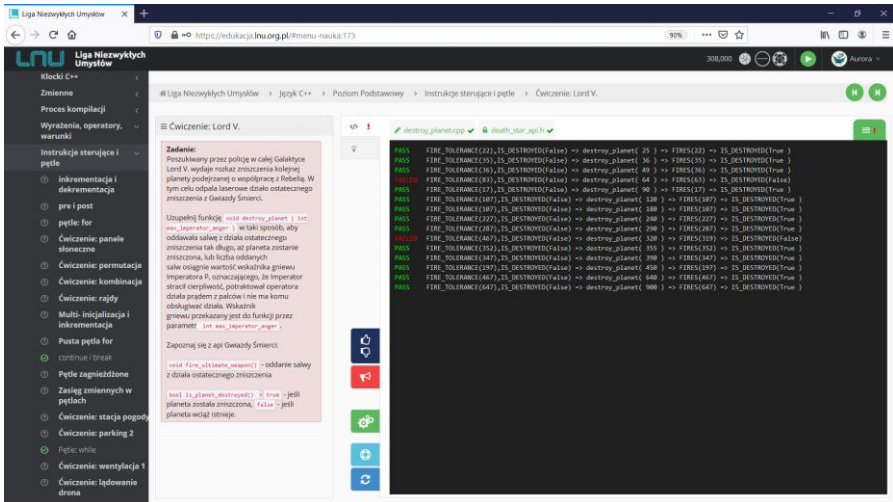 Liga Niezwykłych Umysłów
https://edukacja.lnu.org.pl/#menu-nauka:173
90%
LNU Liga Niezwykłych Umysłów
308,000
Aurora
Klocki C++
Zmienne
Proces kompilacji
Wyrażenia, operatory, warunki
Instrukcje sterujące i pętle
inkrementacja i dekrementacja
pre i post
pętle: for
Ćwiczenie: panele słoneczne
Ćwiczenie: permutacja
Ćwiczenie: kombinacja
Ćwiczenie: rajdy
Multi- inicjalizacja i inkrementacja
Pusta pętla for
continue i break
Pętle zagnieżdżone
Zasięg zmiennych w pętlach
Ćwiczenie: stacja pogody
Ćwiczenie: parking 2
Pętle: while
Ćwiczenie: wentylacja 1
Ćwiczenie: lądowanie drona
Liga Niezwykłych Umysłów > Język C++ > Poziom Podstawowy > Instrukcje sterujące i pętle > Ćwiczenie: Lord V.
Ćwiczenie: Lord V.
Zadanie:
Poszukiwany przez policję w całej Galaktyce
Lord V. wydaje rozkaz zniszczenia kolejnej
planety podejrzanej o współpracę z Rebelią. W
tym celu odpala laserowe działo ostatecznego
zniszczenia z Gwiazdy Śmierci.
Uzupełnij funkcję void destroy_planet ( int
max_imperator_anger ) w taki sposób, aby
oddawała salwę z działa ostatecznego
zniszczenia tak długo, aż planeta zostanie
zniszczona, lub liczba oddanych
salw osiągnie wartość wskaźnika gniewu
Imperatora P, oznaczającego, że Imperator
stracił cierpliwość, potraktował operatora
działa prądem z palców i nie ma komu
obsługiwać działa. Wskaźnik
gniewu przekazany jest do funkcji przez
parametr int max_imperator_anger.
Zapoznaj się z api Gwiazdy Śmierci:
void fire_ultimate_weapon() - oddanie salwy
z działa ostatecznego zniszczenia
bool is_planet_destroyed() - true - jeśli
planeta została zniszczona, false - jeśli
planeta wciąż istnieje.
destroy_planet.cpp
death_star_api.h
PASS FIRE_TOLERANCE(22),IS_DESTROYED(False) => destroy_planet( 25 ) => FIRES(22) => IS_DESTROYED(True )
PASS FIRE_TOLERANCE(35),IS_DESTROYED(False) => destroy_planet( 36 ) => FIRES(35) => IS_DESTROYED(True )
PASS FIRE_TOLERANCE(36),IS_DESTROYED(False) => destroy_planet( 49 ) => FIRES(36) => IS_DESTROYED(True )
FAILED FIRE_TOLERANCE(83),IS_DESTROYED(False) => destroy_planet( 64 ) => FIRES(63) => IS_DESTROYED(False)
PASS FIRE_TOLERANCE(17),IS_DESTROYED(False) => destroy_planet( 90 ) => FIRES(17) => IS_DESTROYED(True )
PASS FIRE_TOLERANCE(107),IS_DESTROYED(False) => destroy_planet( 120 ) => FIRES(107) => IS_DESTROYED(True )
PASS FIRE_TOLERANCE(107),IS_DESTROYED(False) => destroy_planet( 180 ) => FIRES(107) => IS_DESTROYED(True )
PASS FIRE_TOLERANCE(227),IS_DESTROYED(False) => destroy_planet( 240 ) => FIRES(227) => IS_DESTROYED(True )
PASS FIRE_TOLERANCE(287),IS_DESTROYED(False) => destroy_planet( 290 ) => FIRES(287) => IS_DESTROYED(True )
FAILED FIRE_TOLERANCE(467),IS_DESTROYED(False) => destroy_planet( 320 ) => FIRES(319) => IS_DESTROYED(False)
PASS FIRE_TOLERANCE(352),IS_DESTROYED(False) => destroy_planet( 355 ) => FIRES(352) => IS_DESTROYED(True )
PASS FIRE_TOLERANCE(347),IS_DESTROYED(False) => destroy_planet( 390 ) => FIRES(347) => IS_DESTROYED(True )
PASS FIRE_TOLERANCE(197),IS_DESTROYED(False) => destroy_planet( 450 ) => FIRES(197) => IS_DESTROYED(True )
PASS FIRE_TOLERANCE(467),IS_DESTROYED(False) => destroy_planet( 640 ) => FIRES(467) => IS_DESTROYED(True )
PASS FIRE_TOLERANCE(647),IS_DESTROYED(False) => destroy_planet( 900 ) => FIRES(647) => IS_DESTROYED(True )